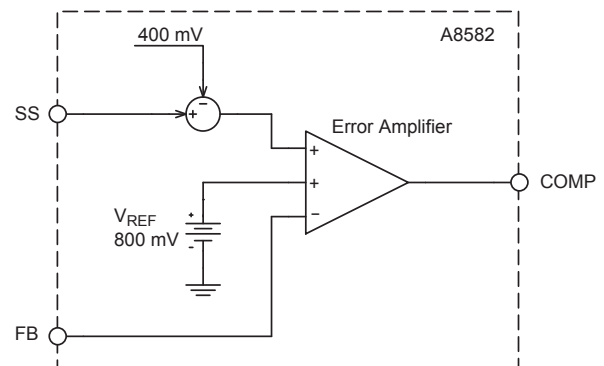 400 mV
A8582
SS
−
+
Error Amplifier
+
+
−
COMP
VREF
800 mV
+
-
FB